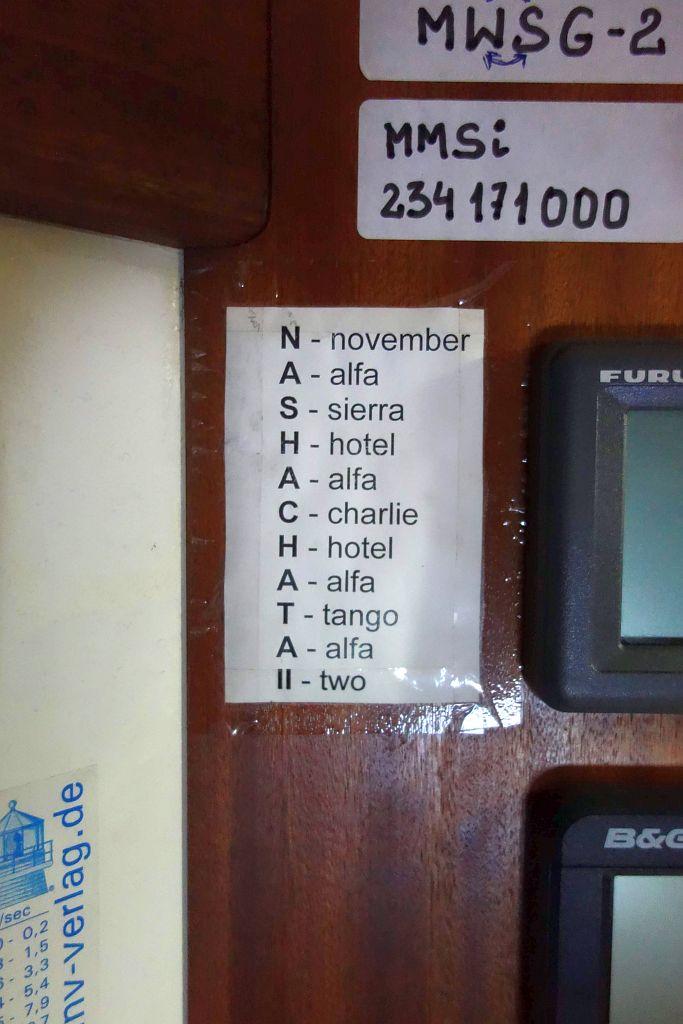 MWSG-2
MMSi
234171000
N - november
A - alfa
S - sierra
H - hotel
A - alfa
C - charlie
H - hotel
A - alfa
T - tango
A - alfa
II - two
FURU
B&G
nv-verlag.de
/sec
0,2
1,5
3,3
5,4
7,9